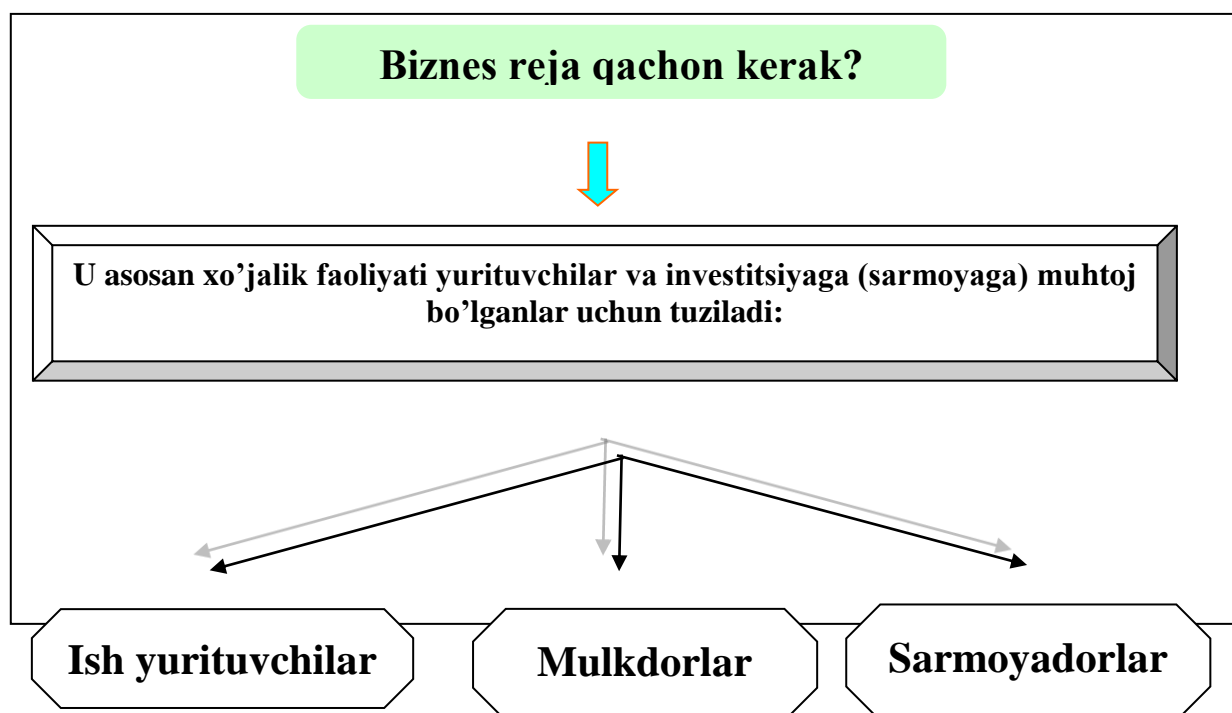 Biznes reja qachon kerak?
U asosan xo’jalik faoliyati yurituvchilar va investitsiyaga (sarmoyaga) muhtoj
bo’lganlar uchun tuziladi:
Ish yurituvchilar
Mulkdorlar
Sarmoyadorlar